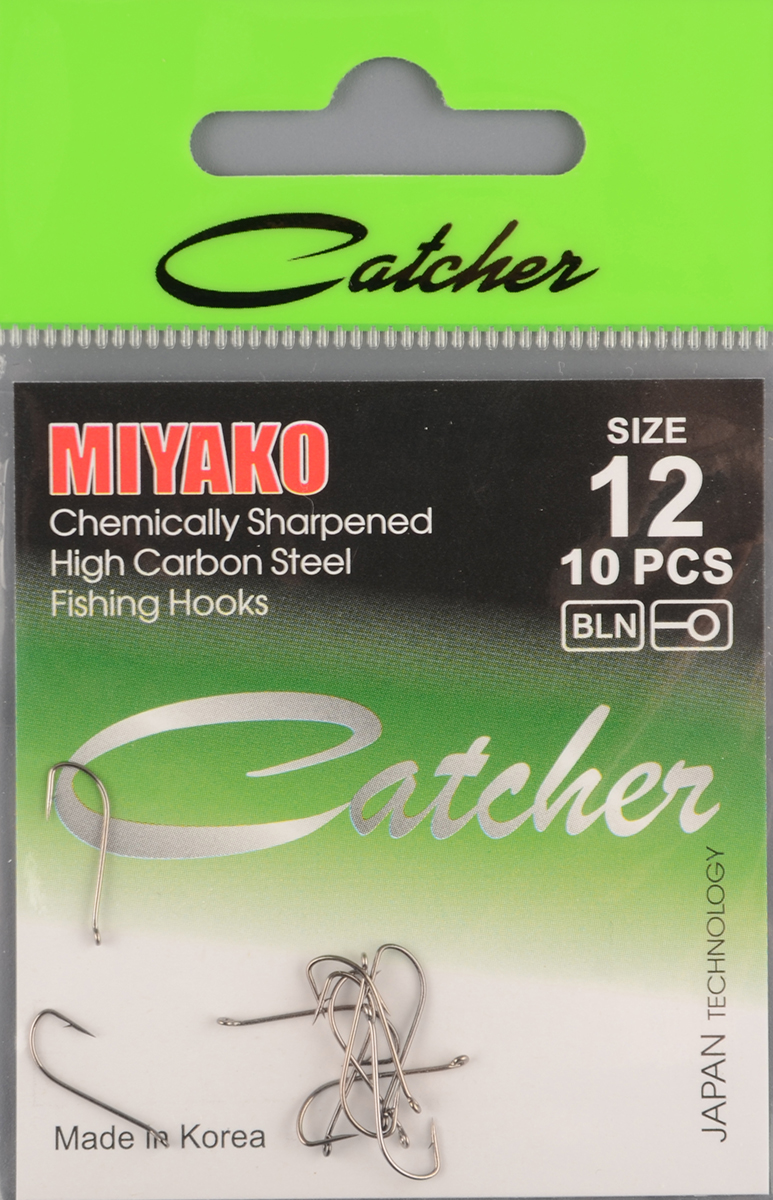 Catcher
MIYAKO
Chemically Sharpened
High Carbon Steel
Fishing Hooks
SIZE
12
10 PCS
BLN
Catcher
JAPAN TECHNOLOGY
Made in Korea